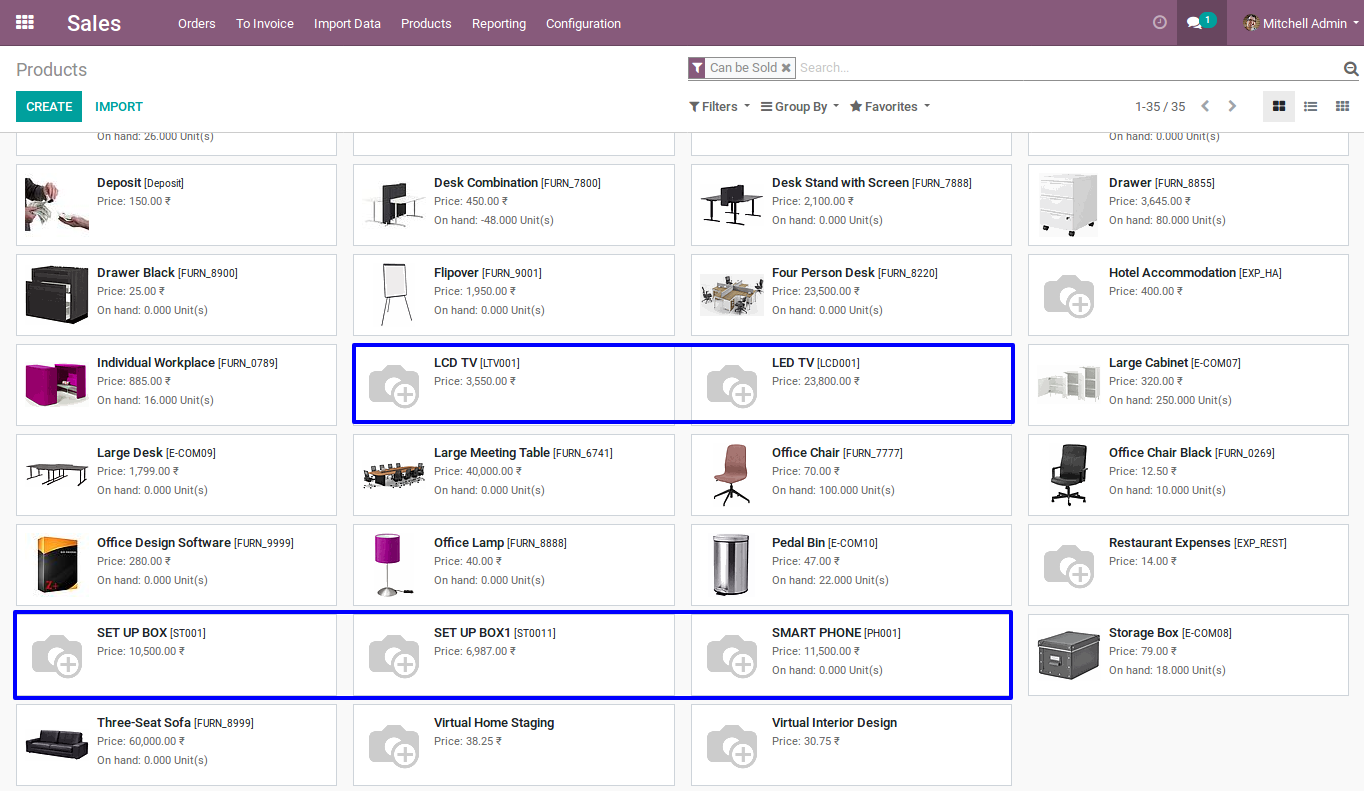 Sales Orders To Invoice Import Data Products Reporting Configuration 1 Mitchell Admin
Products Can be Sold Search...
CREATE IMPORT Filters Group By Favorites 1-35 / 35
On hand: 26.000 Unit(s) On hand: 0.000 Unit(s)
Deposit [Deposit]
Price: 150.00 ₹
Desk Combination [FURN_7800]
Price: 450.00 ₹
On hand: -48.000 Unit(s)
Desk Stand with Screen [FURN_7888]
Price: 2,100.00 ₹
On hand: 0.000 Unit(s)
Drawer [FURN_8855]
Price: 3,645.00 ₹
On hand: 80.000 Unit(s)
Drawer Black [FURN_8900]
Price: 25.00 ₹
On hand: 0.000 Unit(s)
Flipover [FURN_9001]
Price: 1,950.00 ₹
On hand: 0.000 Unit(s)
Four Person Desk [FURN_8220]
Price: 23,500.00 ₹
On hand: 0.000 Unit(s)
Hotel Accommodation [EXP_HA]
Price: 400.00 ₹
Individual Workplace [FURN_0789]
Price: 885.00 ₹
On hand: 16.000 Unit(s)
LCD TV [LTV001]
Price: 3,550.00 ₹
LED TV [LCD001]
Price: 23,800.00 ₹
Large Cabinet [E-COM07]
Price: 320.00 ₹
On hand: 250.000 Unit(s)
Large Desk [E-COM09]
Price: 1,799.00 ₹
On hand: 0.000 Unit(s)
Large Meeting Table [FURN_6741]
Price: 40,000.00 ₹
On hand: 0.000 Unit(s)
Office Chair [FURN_7777]
Price: 70.00 ₹
On hand: 100.000 Unit(s)
Office Chair Black [FURN_0269]
Price: 12.50 ₹
On hand: 10.000 Unit(s)
Office Design Software [FURN_9999]
Price: 280.00 ₹
On hand: 0.000 Unit(s)
Office Lamp [FURN_8888]
Price: 40.00 ₹
On hand: 0.000 Unit(s)
Pedal Bin [E-COM10]
Price: 47.00 ₹
On hand: 22.000 Unit(s)
Restaurant Expenses [EXP_REST]
Price: 14.00 ₹
SET UP BOX [ST001]
Price: 10,500.00 ₹
SET UP BOX1 [ST0011]
Price: 6,987.00 ₹
SMART PHONE [PH001]
Price: 11,500.00 ₹
On hand: 0.000 Unit(s)
Storage Box [E-COM08]
Price: 79.00 ₹
On hand: 18.000 Unit(s)
Three-Seat Sofa [FURN_8999]
Price: 60,000.00 ₹
On hand: 0.000 Unit(s)
Virtual Home Staging
Price: 38.25 ₹
Virtual Interior Design
Price: 30.75 ₹